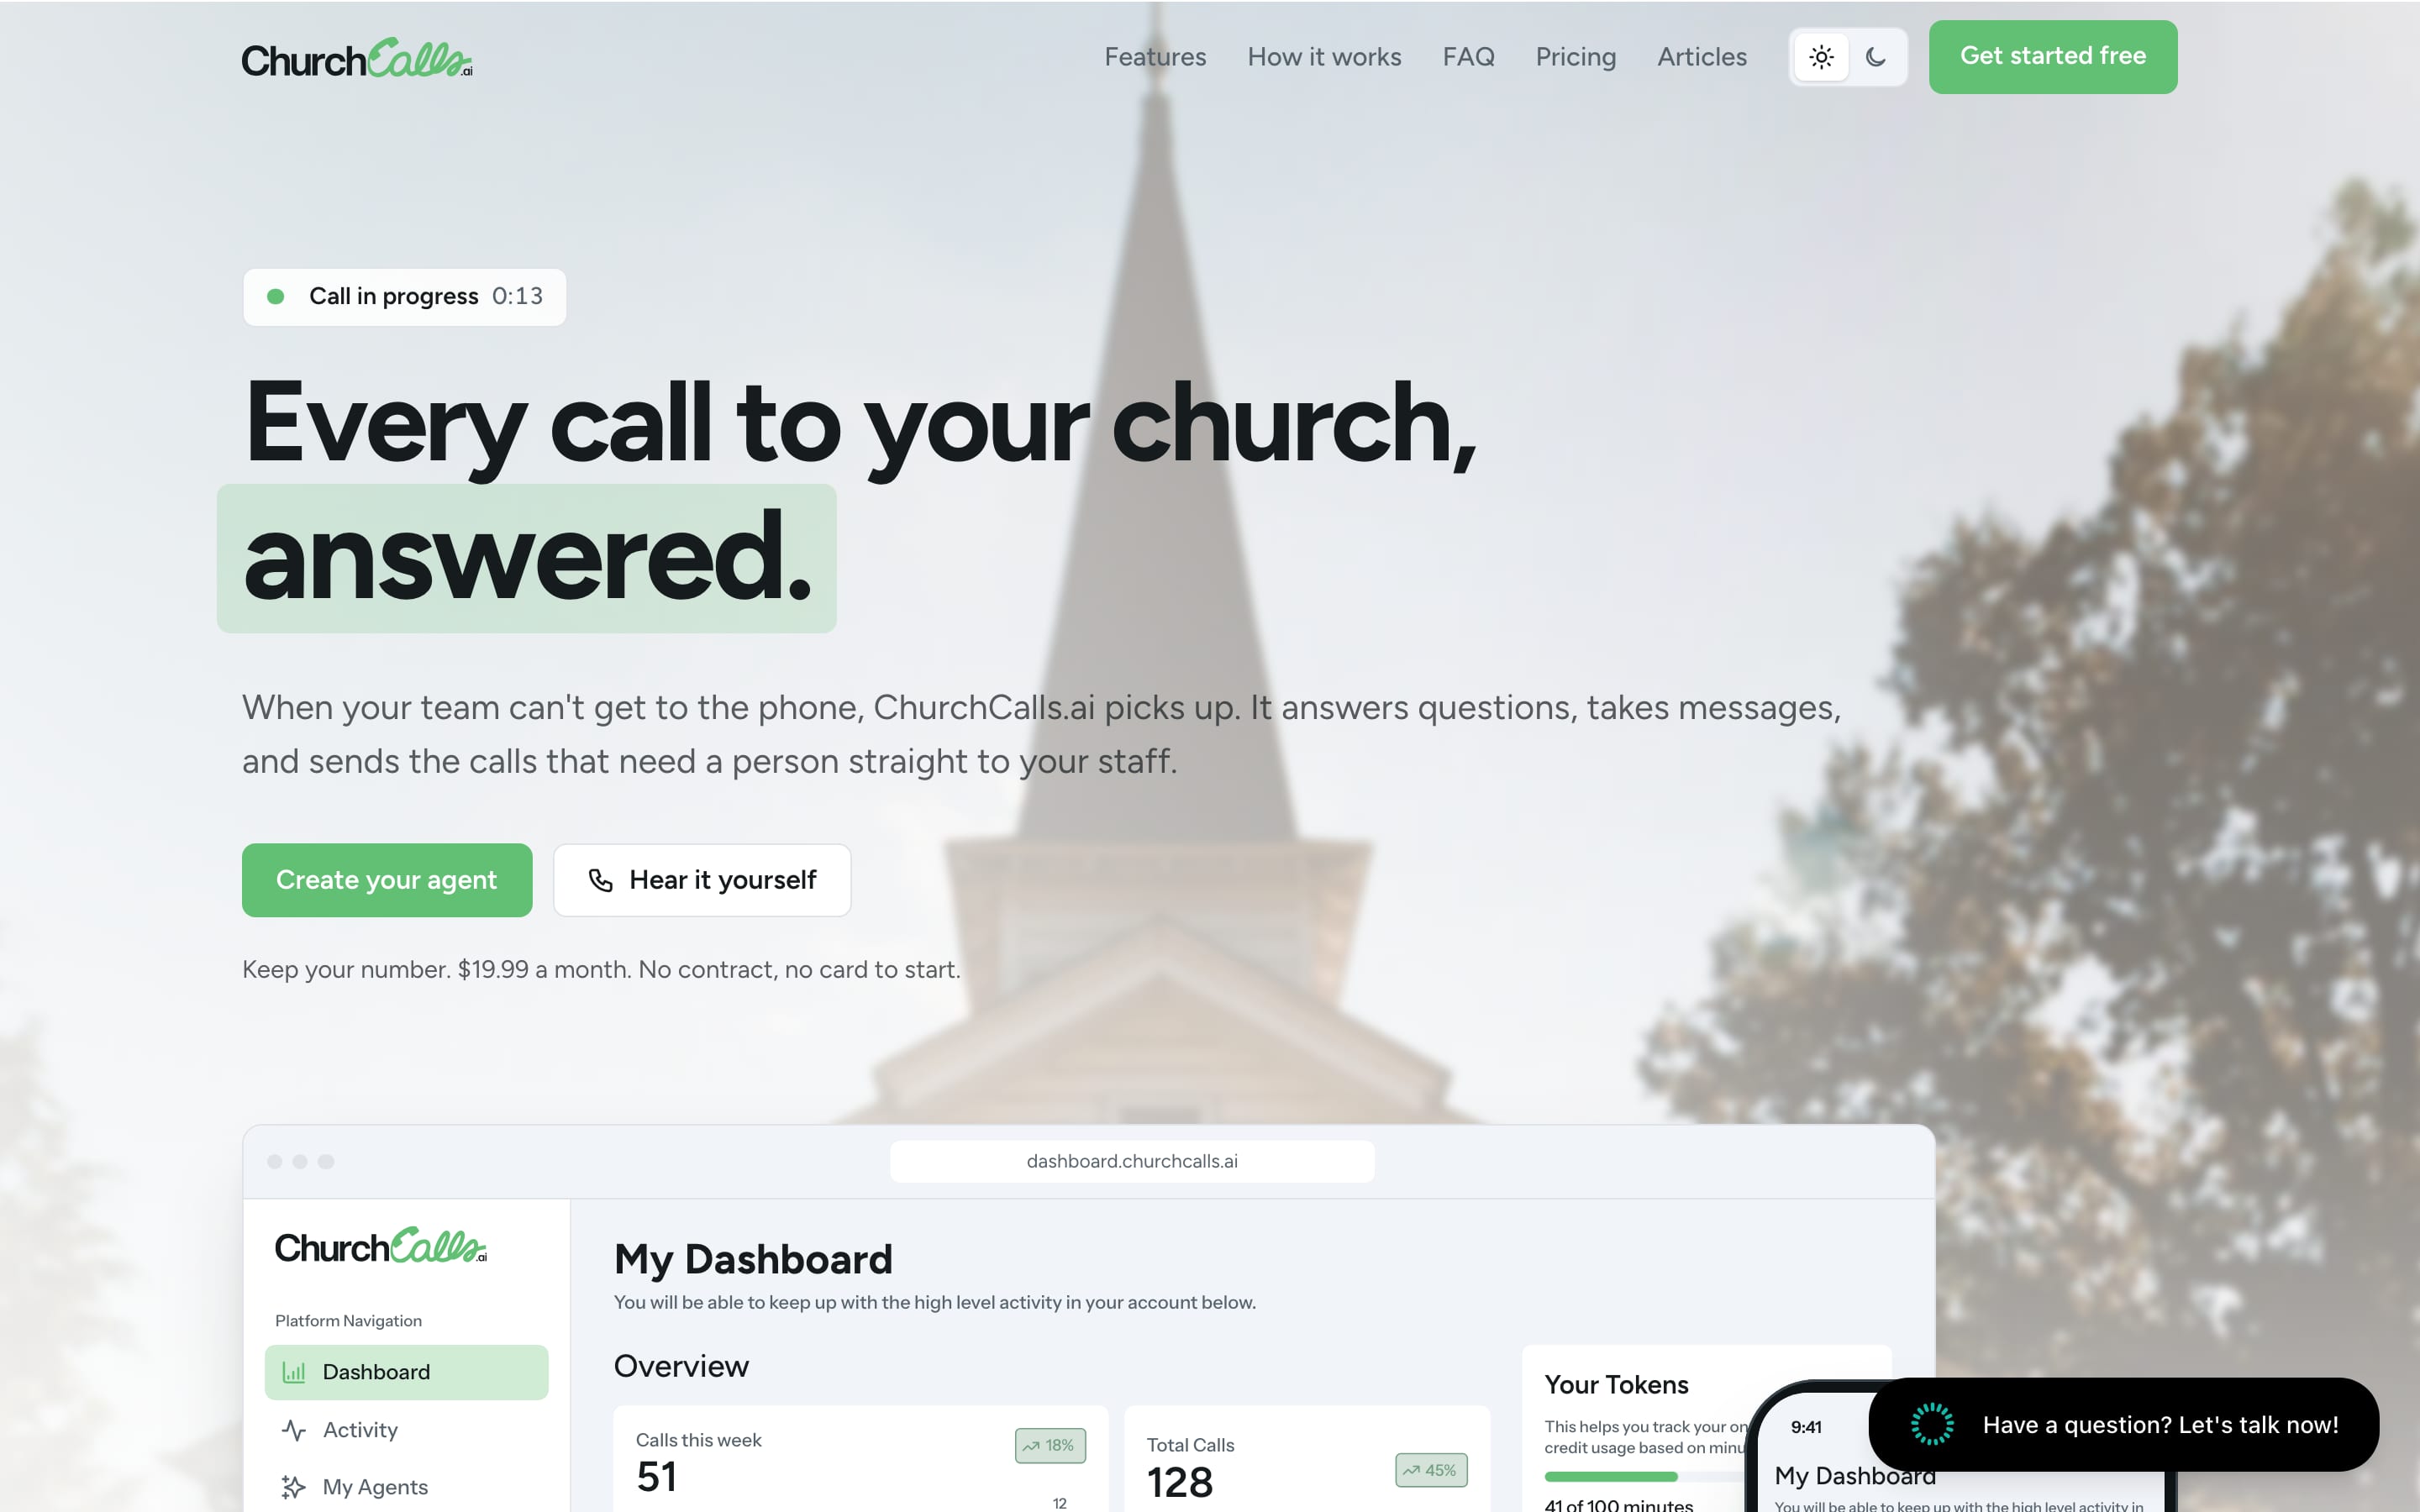 ChurchCalls.ai
Features
How it works
FAQ
Pricing
Articles
Get started free
Call in progress 0:13
Every call to your church,
answered.
When your team can't get to the phone, ChurchCalls.ai picks up. It answers questions, takes messages,
and sends the calls that need a person straight to your staff.
Create your agent
Hear it yourself
Keep your number. $19.99 a month. No contract, no card to start.
dashboard.churchcalls.ai
ChurchCalls.ai
Platform Navigation
Dashboard
Activity
My Agents
My Dashboard
You will be able to keep up with the high level activity in your account below.
Overview
Calls this week
51
18%
12
Total Calls
128
45%
Your Tokens
This helps you track your on
credit usage based on minu
41 of 100 minutes
9:41
My Dashboard
You will be able to keep up with the high level activity in
Have a question? Let's talk now!